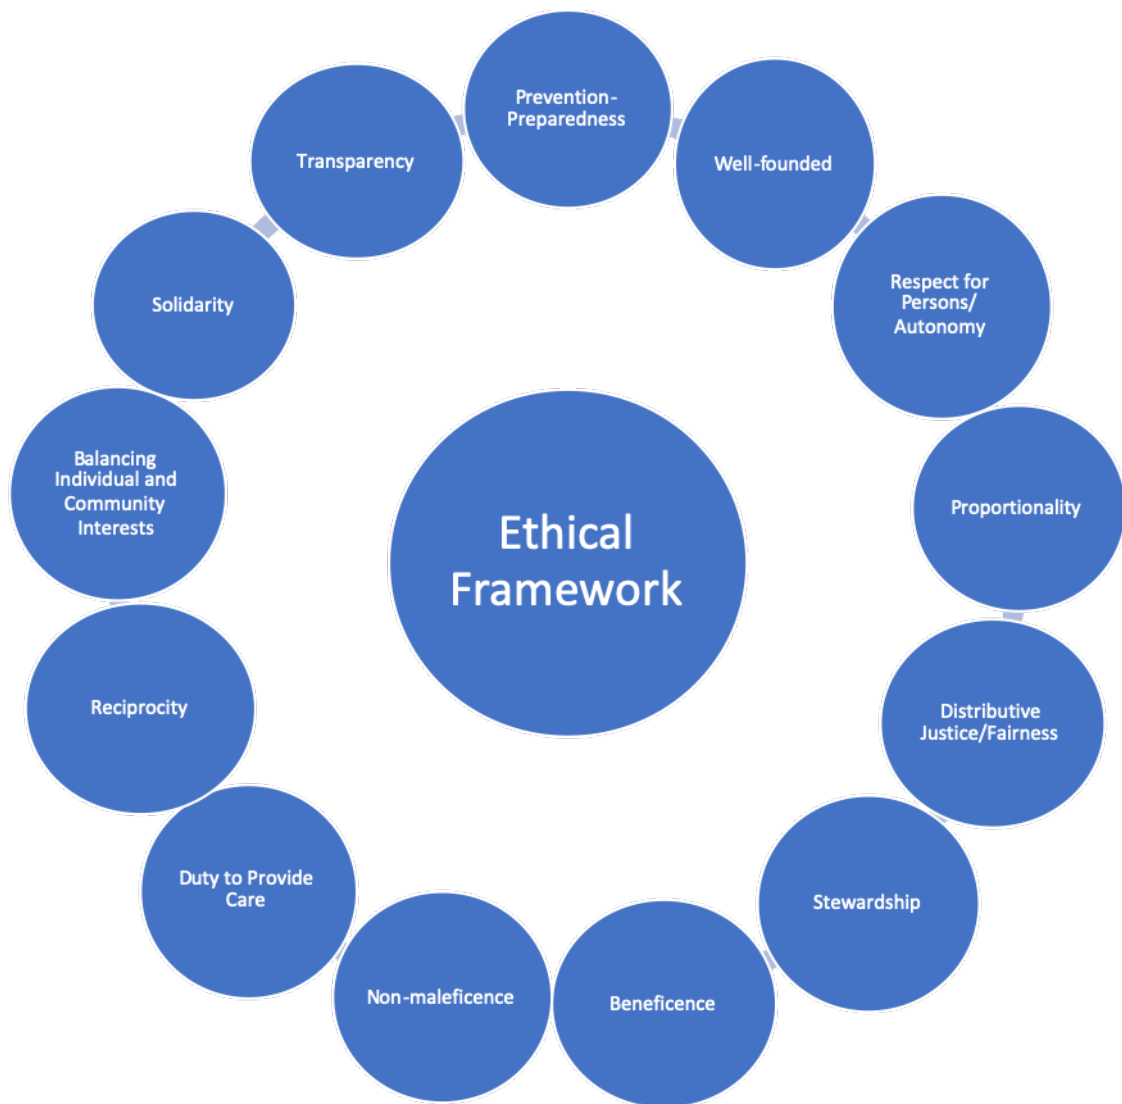 Prevention-
Preparedness
Well-founded
Respect for
Persons/
Autonomy
Proportionality
Distributive
Justice/Fairness
Stewardship
Beneficence
Non-maleficence
Duty to Provide
Care
Reciprocity
Balancing
Individual and
Community
Interests
Solidarity
Transparency
Ethical
Framework